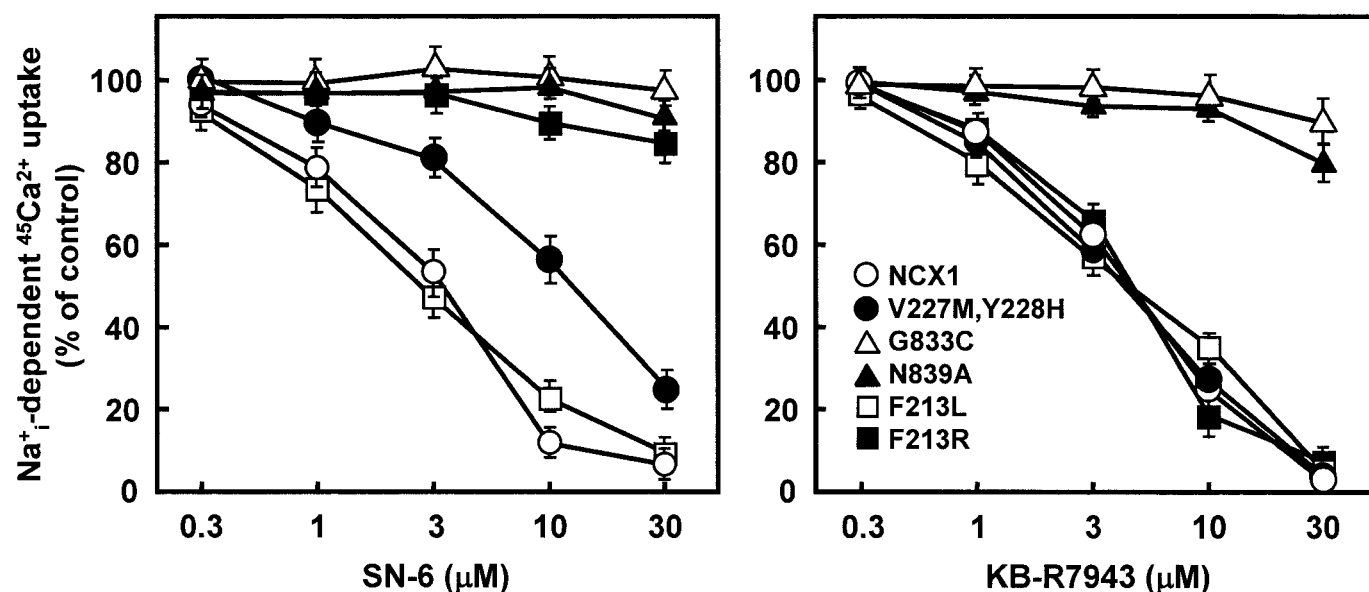 Na⁺ᵢ-dependent ⁴⁵Ca²⁺ uptake
(% of control)
100
80
60
40
20
0
0.3 1 3 10 30
SN-6 (μM)
100
80
60
40
20
0
NCX1
V227M,Y228H
G833C
N839A
F213L
F213R
0.3 1 3 10 30
KB-R7943 (μM)